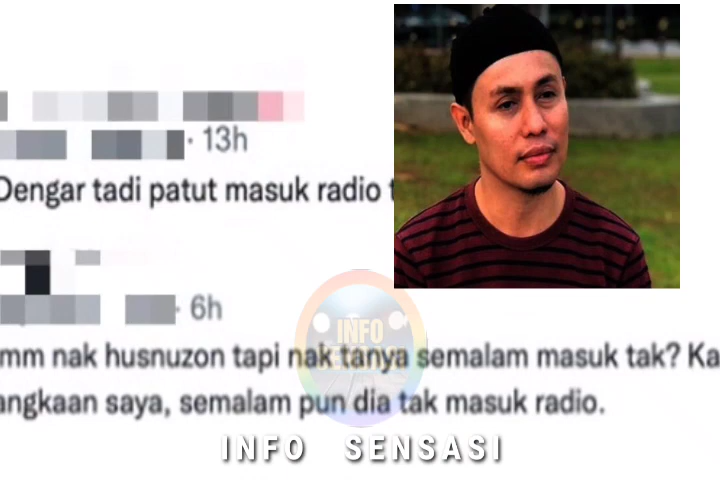 · 13h
Dengar tadi patut masuk radio
· 6h
mm nak husnuzon tapi nak tanya semalam masuk tak? Ka
angkaan saya, semalam pun dia tak masuk radio.
INFO
INFO SENSASI